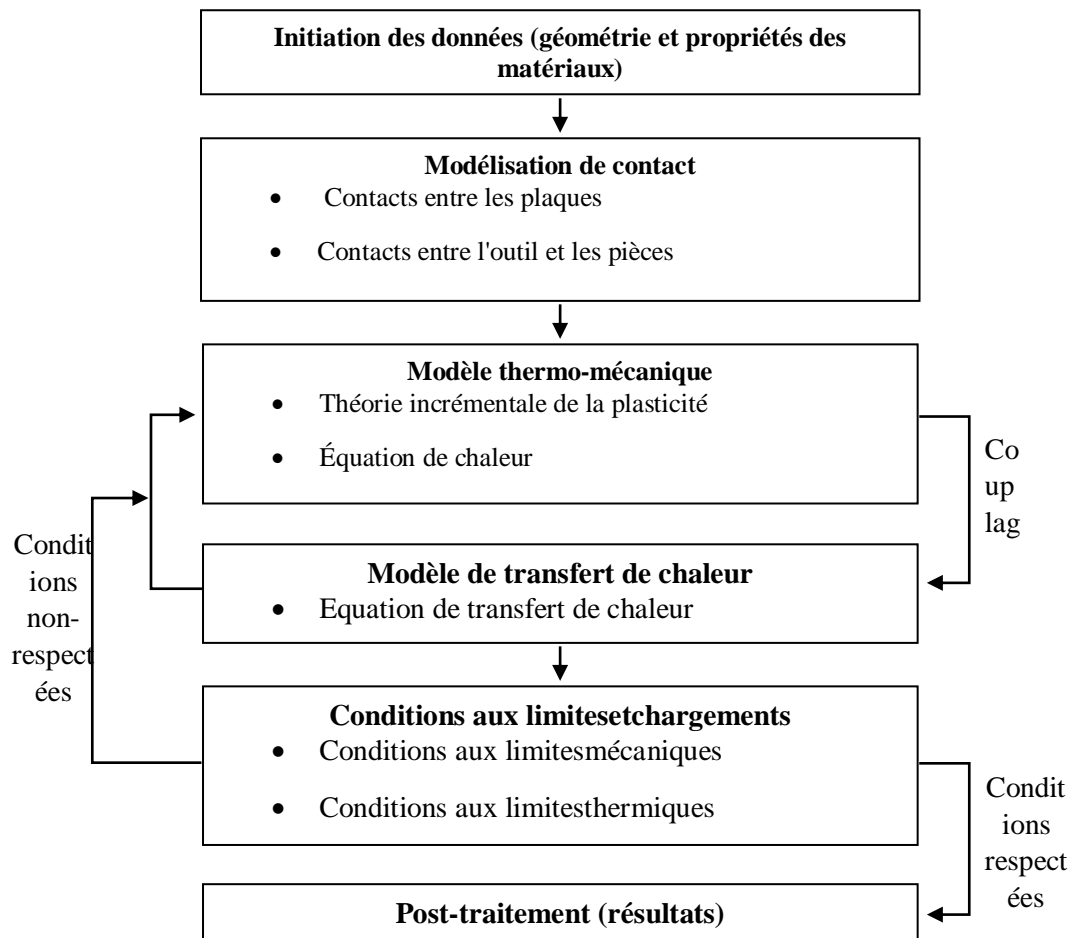 Initiation des données (géométrie et propriétés des
matériaux)
Modélisation de contact
• Contacts entre les plaques
• Contacts entre l'outil et les pièces
Modèle thermo-mécanique
• Théorie incrémentale de la plasticité
• Équation de chaleur
Co
up
lag
Modèle de transfert de chaleur
• Equation de transfert de chaleur
Condit
ions
non-
respect
ées
Conditions aux limitesetchargements
• Conditions aux limitesmécaniques
• Conditions aux limitesthermiques
Condit
ions
respect
ées
Post-traitement (résultats)